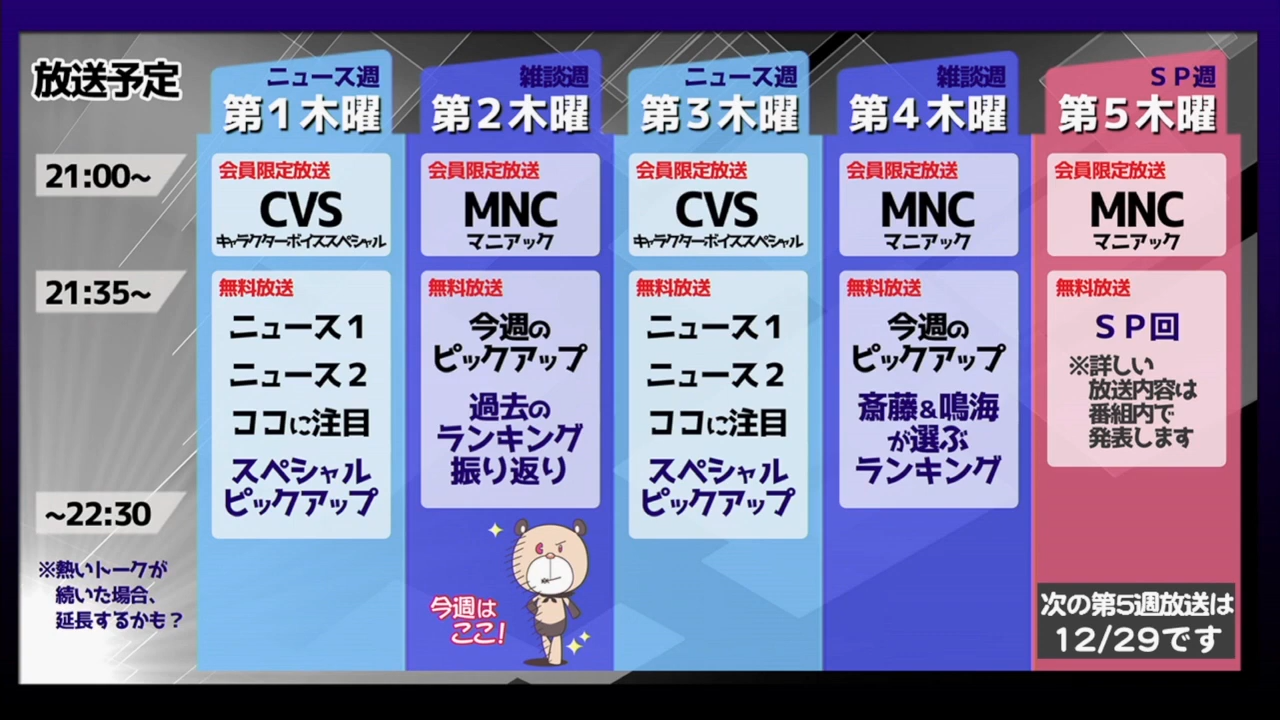 放送予定
21:00～
21:35～
～22:30
※熱いトークが
続いた場合、
延長するかも？
ニュース週
第１木曜
会員限定放送
CVS
キャラクターボイススペシャル
無料放送
ニュース１
ニュース２
ココに注目
スペシャル
ピックアップ
雑談週
第２木曜
会員限定放送
MNC
マニアック
無料放送
今週の
ピックアップ
過去の
ランキング
振り返り
今週は
ここ！
ニュース週
第３木曜
会員限定放送
CVS
キャラクターボイススペシャル
無料放送
ニュース１
ニュース２
ココに注目
スペシャル
ピックアップ
雑談週
第４木曜
会員限定放送
MNC
マニアック
無料放送
今週の
ピックアップ
斎藤&鳴海
が選ぶ
ランキング
ＳＰ週
第５木曜
会員限定放送
MNC
マニアック
無料放送
ＳＰ回
※詳しい
放送内容は
番組内で
発表します
次の第5週放送は
12/29です